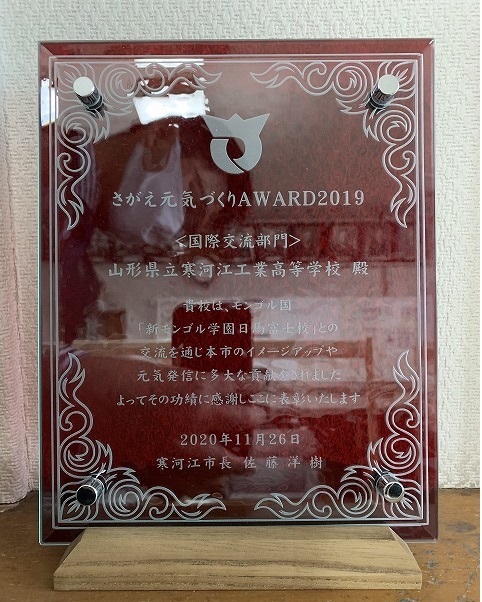 さがえ元気づくりAWARD2019
<国際交流部門>
山形県立寒河江工業高等学校 殿
貴校は、モンゴル国
「新モンゴル学園日馬富士校」との
交流を通じ本市のイメージアップや
元気発信に多大な貢献をされました
よってその功績に感謝しここに表彰いたします
2020年11月26日
寒河江市長 佐藤洋樹